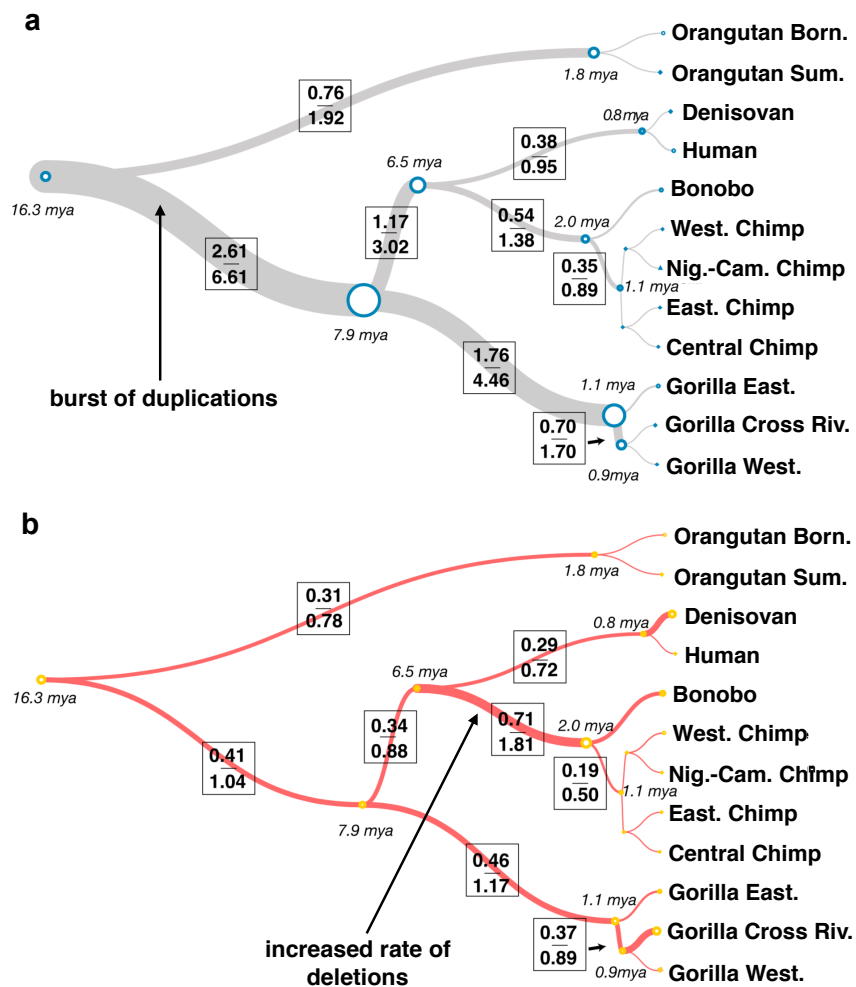 a
Orangutan Born.
1.8 mya
Orangutan Sum.
0.76
1.92
Denisovan
0.8 mya
Human
0.38
0.95
6.5 mya
16.3 mya
Bonobo
0.54
1.38
2.0 mya
1.17
3.02
West. Chimp
2.61
6.61
0.35
0.89
Nig.-Cam. Chimp
1.1 mya
East. Chimp
7.9 mya
Central Chimp
1.76
4.46
burst of duplications
1.1 mya
Gorilla East.
0.70
1.70
Gorilla Cross Riv.
0.9mya
Gorilla West.
b
Orangutan Born.
1.8 mya
Orangutan Sum.
0.31
0.78
Denisovan
0.8 mya
Human
0.29
0.72
6.5 mya
16.3 mya
Bonobo
0.71
1.81
2.0 mya
0.34
0.88
West. Chimp
0.41
1.04
0.19
0.50
Nig.-Cam. Chimp
1.1 mya
East. Chimp
7.9 mya
Central Chimp
0.46
1.17
1.1 mya
Gorilla East.
increased rate of
deletions
0.37
0.89
Gorilla Cross Riv.
0.9mya
Gorilla West.